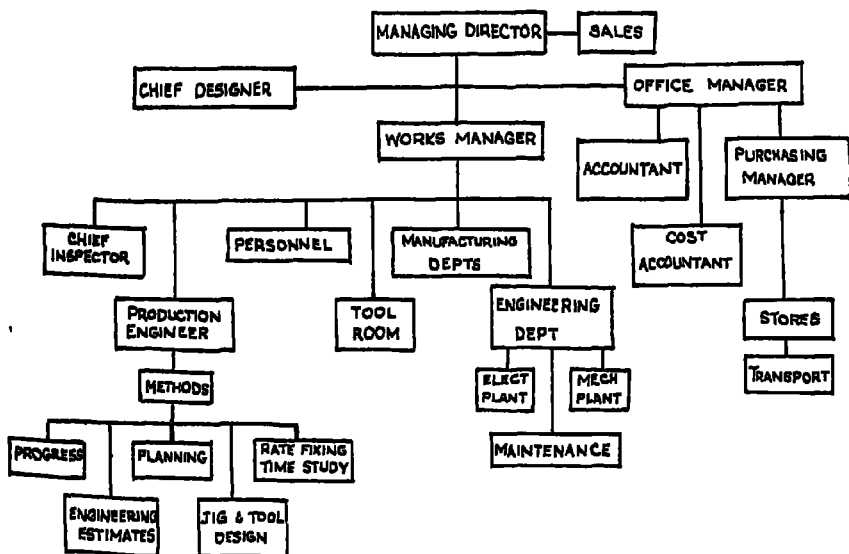 MANAGING DIRECTOR
SALES
CHIEF DESIGNER
OFFICE MANAGER
WORKS MANAGER
ACCOUNTANT
PURCHASING
MANAGER
CHIEF
INSPECTOR
PERSONNEL
MANUFACTURING
DEPTS
COST
ACCOUNTANT
PRODUCTION
ENGINEER
TOOL
ROOM
ENGINEERING
DEPT
STORES
METHODS
ELECT
PLANT
MECH
PLANT
TRANSPORT
PROGRESS
PLANNING
RATE FIXING
TIME STUDY
MAINTENANCE
ENGINEERING
ESTIMATES
JIG & TOOL
DESIGN